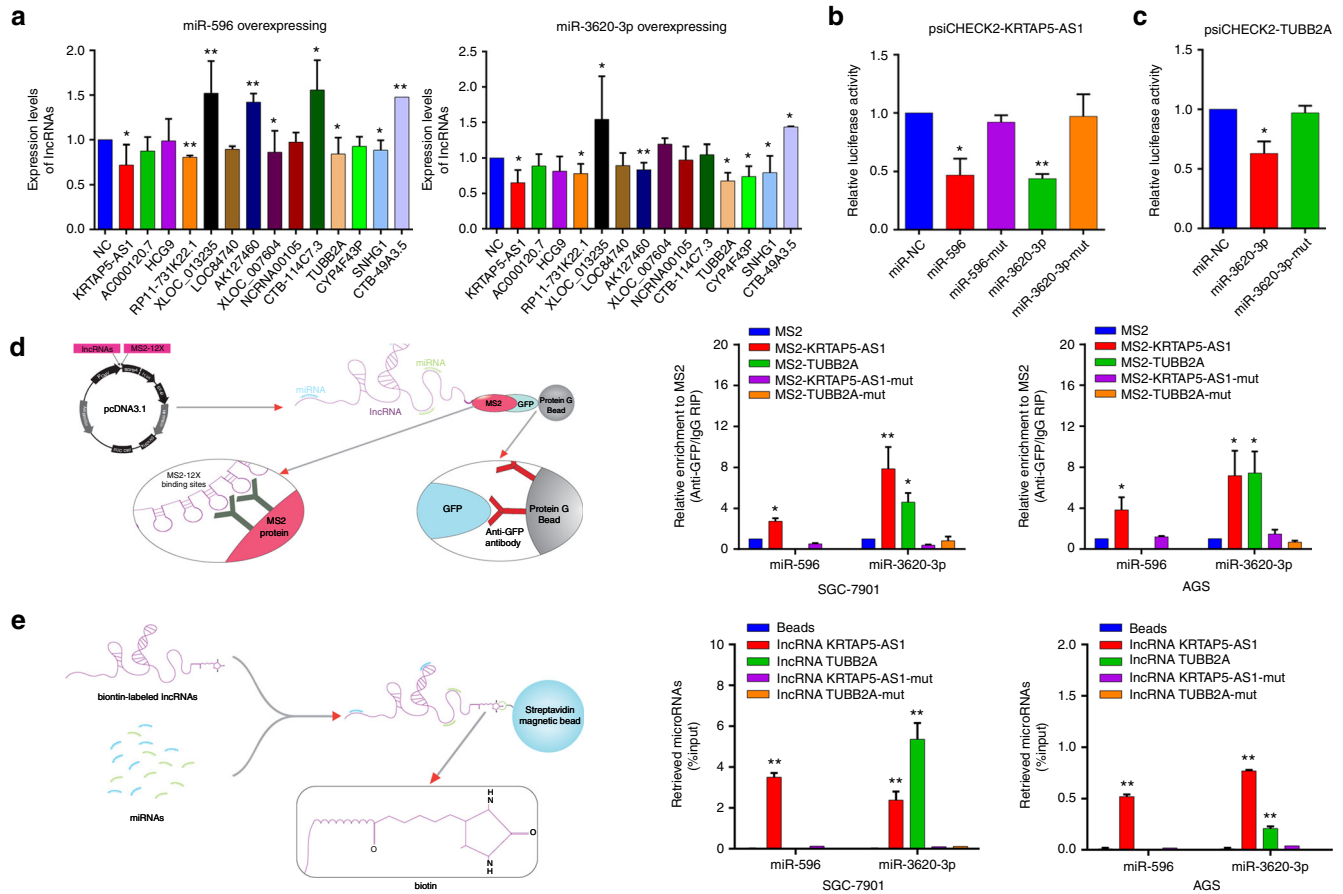 a
miR-596 overexpressing
Expression levels
of lncRNAs
2.0
1.5
1.0
0.5
0.0
*
**
**
**
*
*
*
*
**
NC
KRTAP5-AS1
AC000120.7
HCG9
RP11-731K22.1
XLOC_013235
LOC84740
AK127460
XLOC_007604
NCRNA00105
CTB-114C7.3
TUBB2A
CYP4F43P
SNHG1
CTB-49A3.5
miR-3620-3p overexpressing
Expression levels
of lncRNAs
2.5
2.0
1.5
1.0
0.5
0.0
*
*
*
**
*
*
*
*
NC
KRTAP5-AS1
AC000120.7
HCG9
RP11-731K22.1
XLOC_013235
LOC84740
AK127460
XLOC_007604
NCRNA00105
CTB-114C7.3
TUBB2A
CYP4F43P
SNHG1
CTB-49A3.5
b
psiCHECK2-KRTAP5-AS1
Relative luciferase activity
1.5
1.0
0.5
0.0
*
**
miR-NC
miR-596
miR-596-mut
miR-3620-3p
miR-3620-3p-mut
c
psiCHECK2-TUBB2A
Relative luciferase activity
1.5
1.0
0.5
0.0
*
miR-NC
miR-3620-3p
miR-3620-3p-mut
d
lncRNAs
MS2-12X
pcDNA3.1
miRNA
miRNA
lncRNA
MS2
GFP
Protein G
Bead
MS2-12X
binding sites
MS2
protein
GFP
Protein G
Bead
Anti-GFP
antibody
MS2
MS2-KRTAP5-AS1
MS2-TUBB2A
MS2-KRTAP5-AS1-mut
MS2-TUBB2A-mut
Relative enrichment to MS2
(Anti-GFP/IgG RIP)
20
16
12
8
4
0
*
**
*
miR-596
miR-3620-3p
SGC-7901
MS2
MS2-KRTAP5-AS1
MS2-TUBB2A
MS2-KRTAP5-AS1-mut
MS2-TUBB2A-mut
Relative enrichment to MS2
(Anti-GFP/IgG RIP)
20
16
12
8
4
0
*
*
*
miR-596
miR-3620-3p
AGS
e
biontin-labeled lncRNAs
miRNAs
Streptavidin
magnetic bead
H
N
O
O
N
H
biotin
Beads
lncRNA KRTAP5-AS1
lncRNA TUBB2A
lncRNA KRTAP5-AS1-mut
lncRNA TUBB2A-mut
Retrieved microRNAs
(%input)
10
8
6
4
2
0
**
**
**
miR-596
miR-3620-3p
SGC-7901
Beads
lncRNA KRTAP5-AS1
lncRNA TUBB2A
lncRNA KRTAP5-AS1-mut
lncRNA TUBB2A-mut
Retrieved microRNAs
(%input)
2.0
1.5
1.0
0.5
0.0
**
**
**
miR-596
miR-3620-3p
AGS